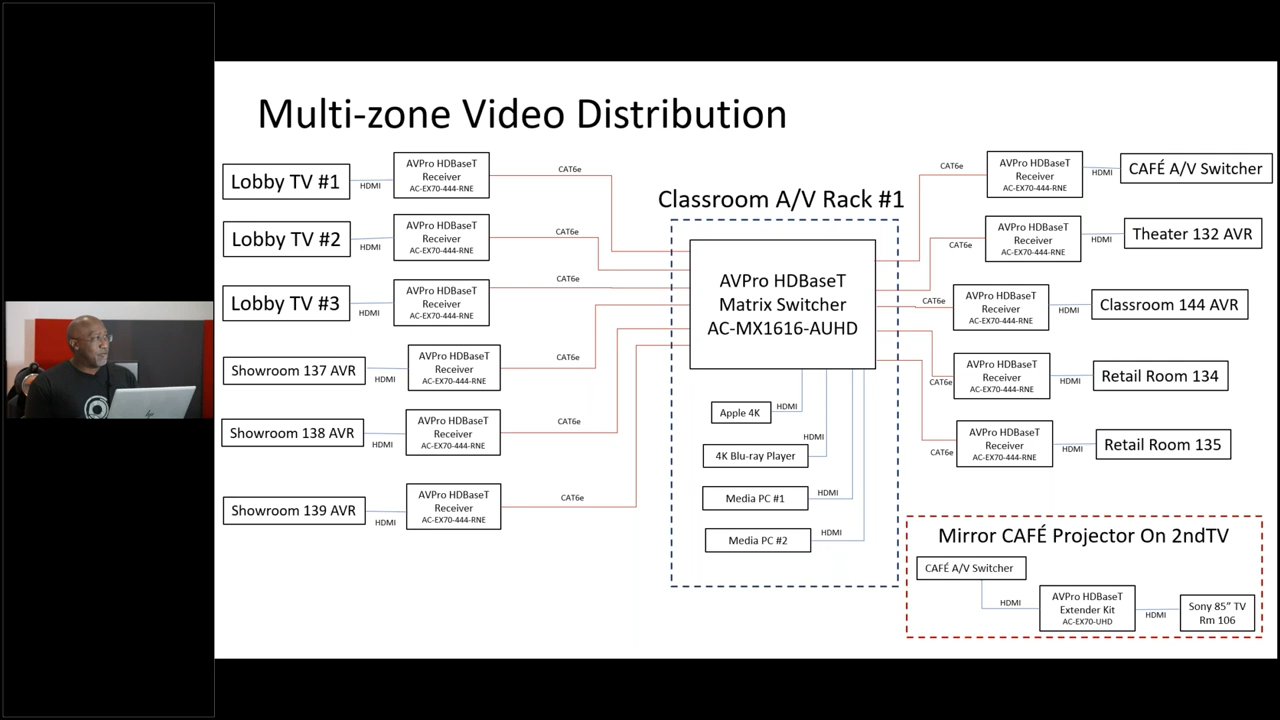 Multi-zone Video Distribution
Lobby TV #1
HDMI
AVPro HDBaseT
Receiver
AC-EX70-444-RNE
CAT6e
Lobby TV #2
HDMI
AVPro HDBaseT
Receiver
AC-EX70-444-RNE
CAT6e
Lobby TV #3
HDMI
AVPro HDBaseT
Receiver
AC-EX70-444-RNE
CAT6e
Showroom 137 AVR
HDMI
AVPro HDBaseT
Receiver
AC-EX70-444-RNE
CAT6e
Showroom 138 AVR
HDMI
AVPro HDBaseT
Receiver
AC-EX70-444-RNE
CAT6e
Showroom 139 AVR
HDMI
AVPro HDBaseT
Receiver
AC-EX70-444-RNE
CAT6e
Classroom A/V Rack #1
AVPro HDBaseT
Matrix Switcher
AC-MX1616-AUHD
Apple 4K
HDMI
4K Blu-ray Player
HDMI
Media PC #1
HDMI
Media PC #2
HDMI
CAT6e
AVPro HDBaseT
Receiver
AC-EX70-444-RNE
HDMI
CAFÉ A/V Switcher
CAT6e
AVPro HDBaseT
Receiver
AC-EX70-444-RNE
HDMI
Theater 132 AVR
CAT6e
AVPro HDBaseT
Receiver
AC-EX70-444-RNE
HDMI
Classroom 144 AVR
CAT6e
AVPro HDBaseT
Receiver
AC-EX70-444-RNE
HDMI
Retail Room 134
CAT6e
AVPro HDBaseT
Receiver
AC-EX70-444-RNE
HDMI
Retail Room 135
Mirror CAFÉ Projector On 2ndTV
CAFÉ A/V Switcher
HDMI
AVPro HDBaseT
Extender Kit
AC-EX70-UHD
HDMI
Sony 85” TV
Rm 106